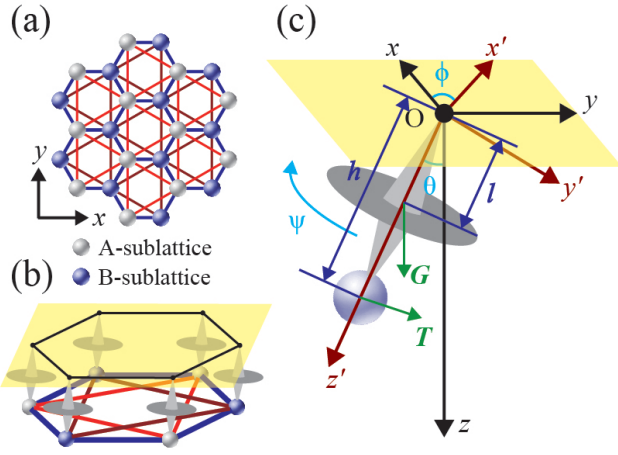 (a)
y
x
A-sublattice
B-sublattice
(b)
(c)
x
x'
ϕ
O
y
y'
h
θ
l
ψ
G
T
z'
z